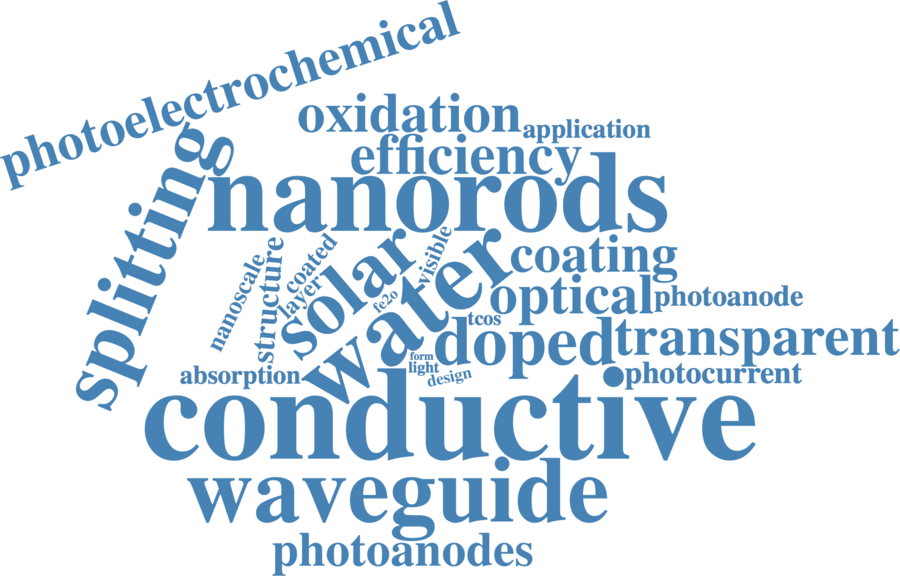 photoelectrochemical
oxidation
application
efficiency
splitting
nanorods
solar
water
visible
coated
layer
structure
nanoscale
fe2o
coating
optical
photoanode
tcos
doped
transparent
form
light
design
absorption
photocurrent
conductive
waveguide
photoanodes